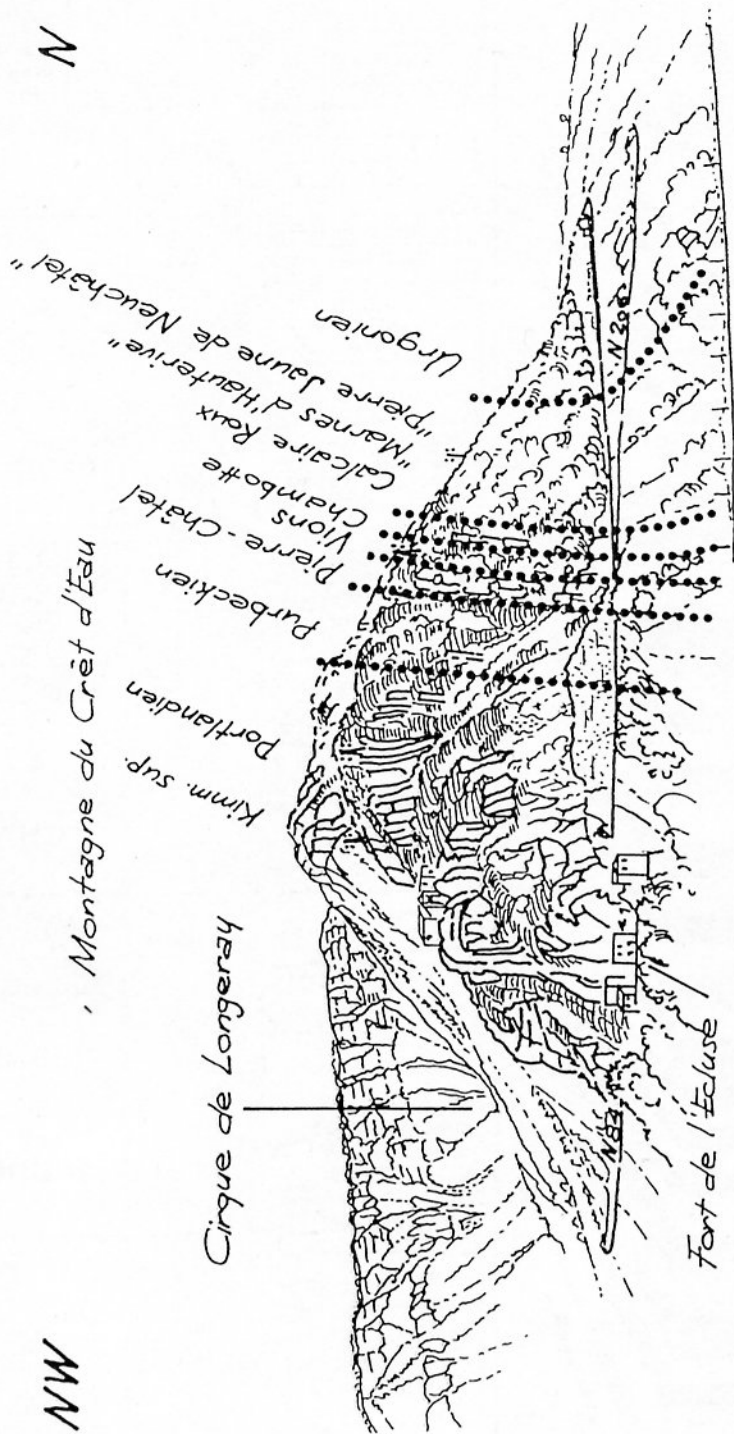 NW
N
Montagne du Crêt d'Eau
Cirque de Longeray
Kimm. sup.
Portlandien
Purbeckien
Pierre-Châtel
Vions
Chambotte
Calcaire Roux
"Marnes d'Hauterive"
"Pierre Jaune de Neuchâtel"
Urgonien
N84
N206
Fort de l'Ecluse